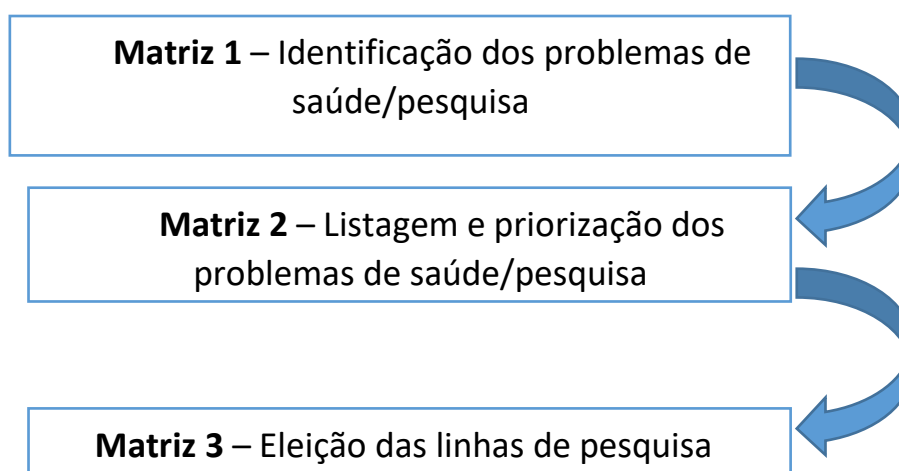 Matriz 1 – Identificação dos problemas de
saúde/pesquisa
Matriz 2 – Listagem e priorização dos
problemas de saúde/pesquisa
Matriz 3 – Eleição das linhas de pesquisa